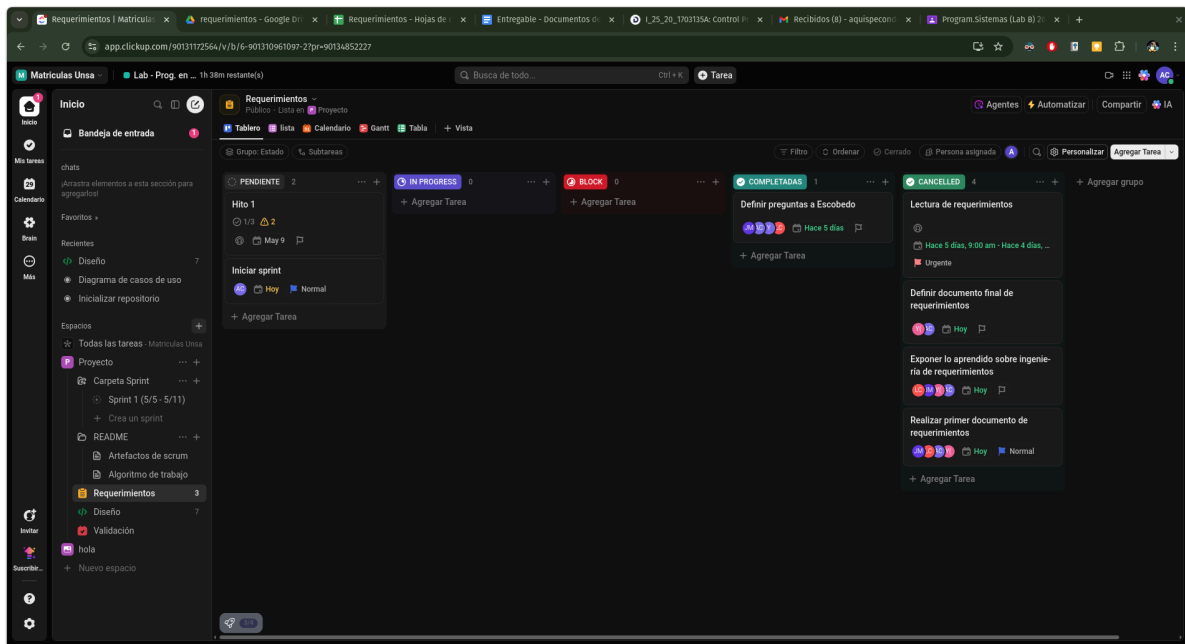 Requerimientos | Matriculas
requerimientos - Google Dri
Requerimientos - Hojas de c
Entregable - Documentos de
I_25_20_1703135A: Control P
Recibidos (8) - aquispecond
Program.Sistemas (Lab B) 20
app.clickup.com/90131172564/v/b/6-901310961097-2?pr=90134852227
M Matriculas Unsa
Lab - Prog. en ... 1h 38m restante(s)
Busca de todo...
Ctrl + K
Tarea
AC
1
Inicio
Mis tareas
29
Calendario
Brain
Más
Invitar
Suscribir...
Inicio
Bandeja de entrada 1
chats
¡Arrastra elementos a esta sección para
agregarlos!
Favoritos
Recientes
Diseño 7
Diagrama de casos de uso
Inicializar repositorio
Espacios
Todas las tareas - Matriculas Unsa
P Proyecto
Carpeta Sprint
Sprint 1 (5/5 - 5/11)
+ Crea un sprint
README
Artefactos de scrum
Algoritmo de trabajo
Requerimientos 3
Diseño 7
Validación
hola
+ Nuevo espacio
Requerimientos
Público - Lista en P Proyecto
Agentes
Automatizar
Compartir
IA
Tablero
lista
Calendario
Gantt
Tabla
+ Vista
Grupo: Estado
Subtareas
Filtro
Ordenar
Cerrado
Persona asignada
A
Personalizar
Agregar Tarea
PENDIENTE 2
Hito 1
1/3 2
May 9
Iniciar sprint
AC Hoy Normal
+ Agregar Tarea
IN PROGRESS 0
+ Agregar Tarea
BLOCK 0
+ Agregar Tarea
COMPLETADAS 1
Definir preguntas a Escobedo
Hace 5 días
+ Agregar Tarea
CANCELLED 4
Lectura de requerimientos
Hace 5 días, 9:00 am - Hace 4 días, ...
Urgente
Definir documento final de
requerimientos
Hoy
Exponer lo aprendido sobre ingenie-
ría de requerimientos
Hoy
Realizar primer documento de
requerimientos
Hoy Normal
+ Agregar Tarea
+ Agregar grupo